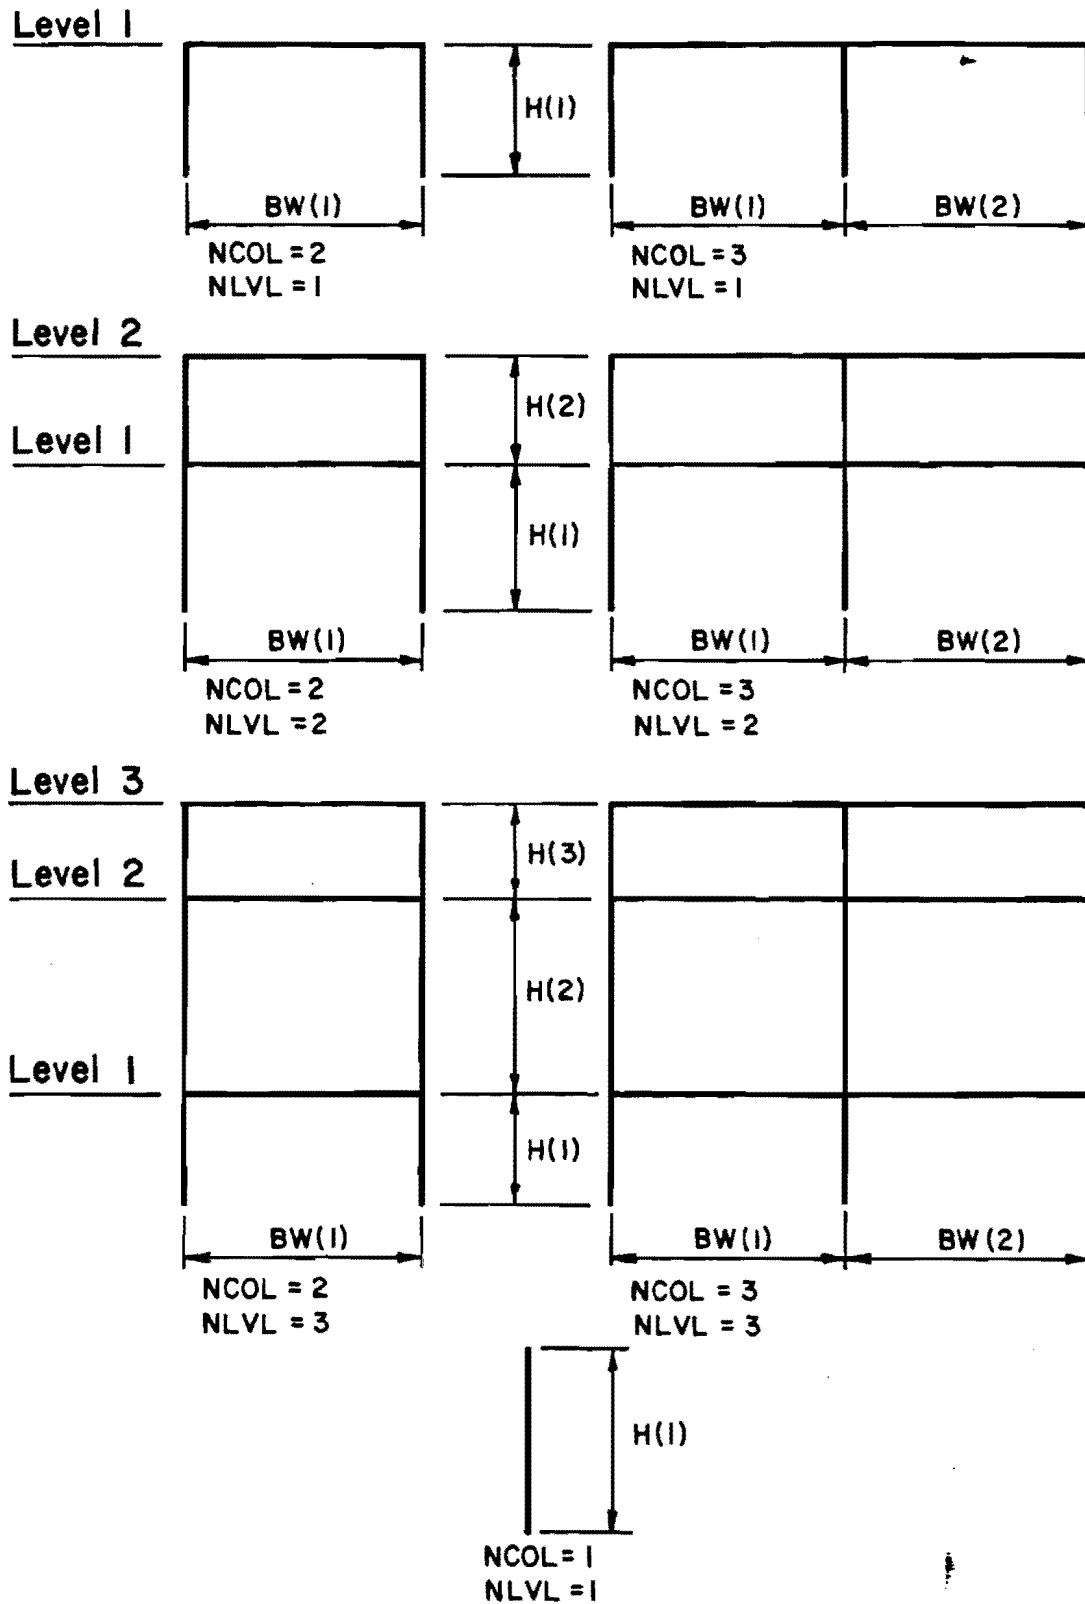 Level 1
H(1)
BW(1)
BW(1)
BW(2)
NCOL = 2
NLVL = 1
NCOL = 3
NLVL = 1
Level 2
H(2)
Level 1
H(1)
BW(1)
BW(1)
BW(2)
NCOL = 2
NLVL = 2
NCOL = 3
NLVL = 2
Level 3
H(3)
Level 2
H(2)
Level 1
H(1)
BW(1)
BW(1)
BW(2)
NCOL = 2
NLVL = 3
NCOL = 3
NLVL = 3
H(1)
NCOL = 1
NLVL = 1